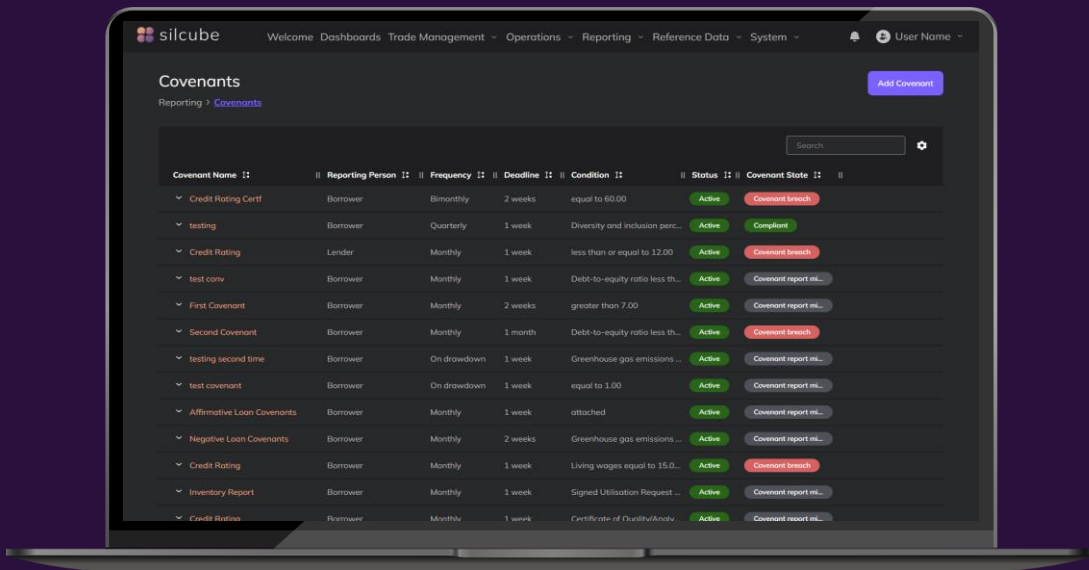 silcube Welcome Dashboards Trade Management Operations Reporting Reference Data System User Name
Covenants Add Covenant
Reporting > Covenants
Search
Covenant Name Reporting Person Frequency Deadline Condition Status Covenant State
Credit Rating Certf Borrower Bimonthly 2 weeks equal to 60.00 Active Covenant breach
testing Borrower Quarterly 1 week Diversity and inclusion perc... Active Compliant
Credit Rating Lender Monthly 1 week less than or equal to 12.00 Active Covenant breach
test conv Borrower Monthly 1 week Debt-to-equity ratio less th... Active Covenant report mi...
First Covenant Borrower Monthly 2 weeks greater than 7.00 Active Covenant report mi...
Second Covenant Borrower Monthly 1 month Debt-to-equity ratio less th... Active Covenant breach
testing second time Borrower On drawdown 1 week Greenhouse gas emissions ... Active Covenant report mi...
test covenant Borrower On drawdown 1 week equal to 1.00 Active Covenant report mi...
Affirmative Loan Covenants Borrower Monthly 1 week attached Active Covenant report mi...
Negative Loan Covenants Borrower Monthly 2 weeks Greenhouse gas emissions ... Active Covenant report mi...
Credit Rating Borrower Monthly 1 week Living wages equal to 15.0... Active Covenant breach
Inventory Report Borrower Monthly 1 week Signed Utilisation Request ... Active Covenant report mi...
Credit Rating Borrower Monthly 1 week Certificate of Quality/Analy... Active Covenant report mi...